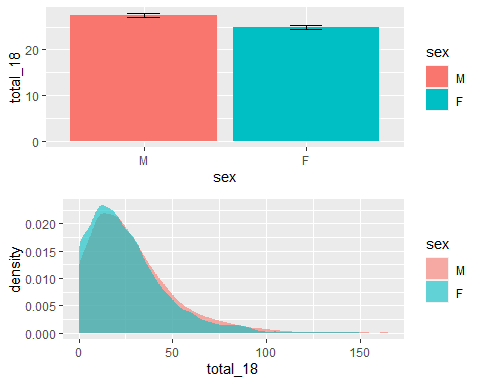 20
10
0
total_18
M
F
sex
sex
M
F
0.020
0.015
0.010
0.005
0.000
density
0
50
100
150
total_18
sex
M
F